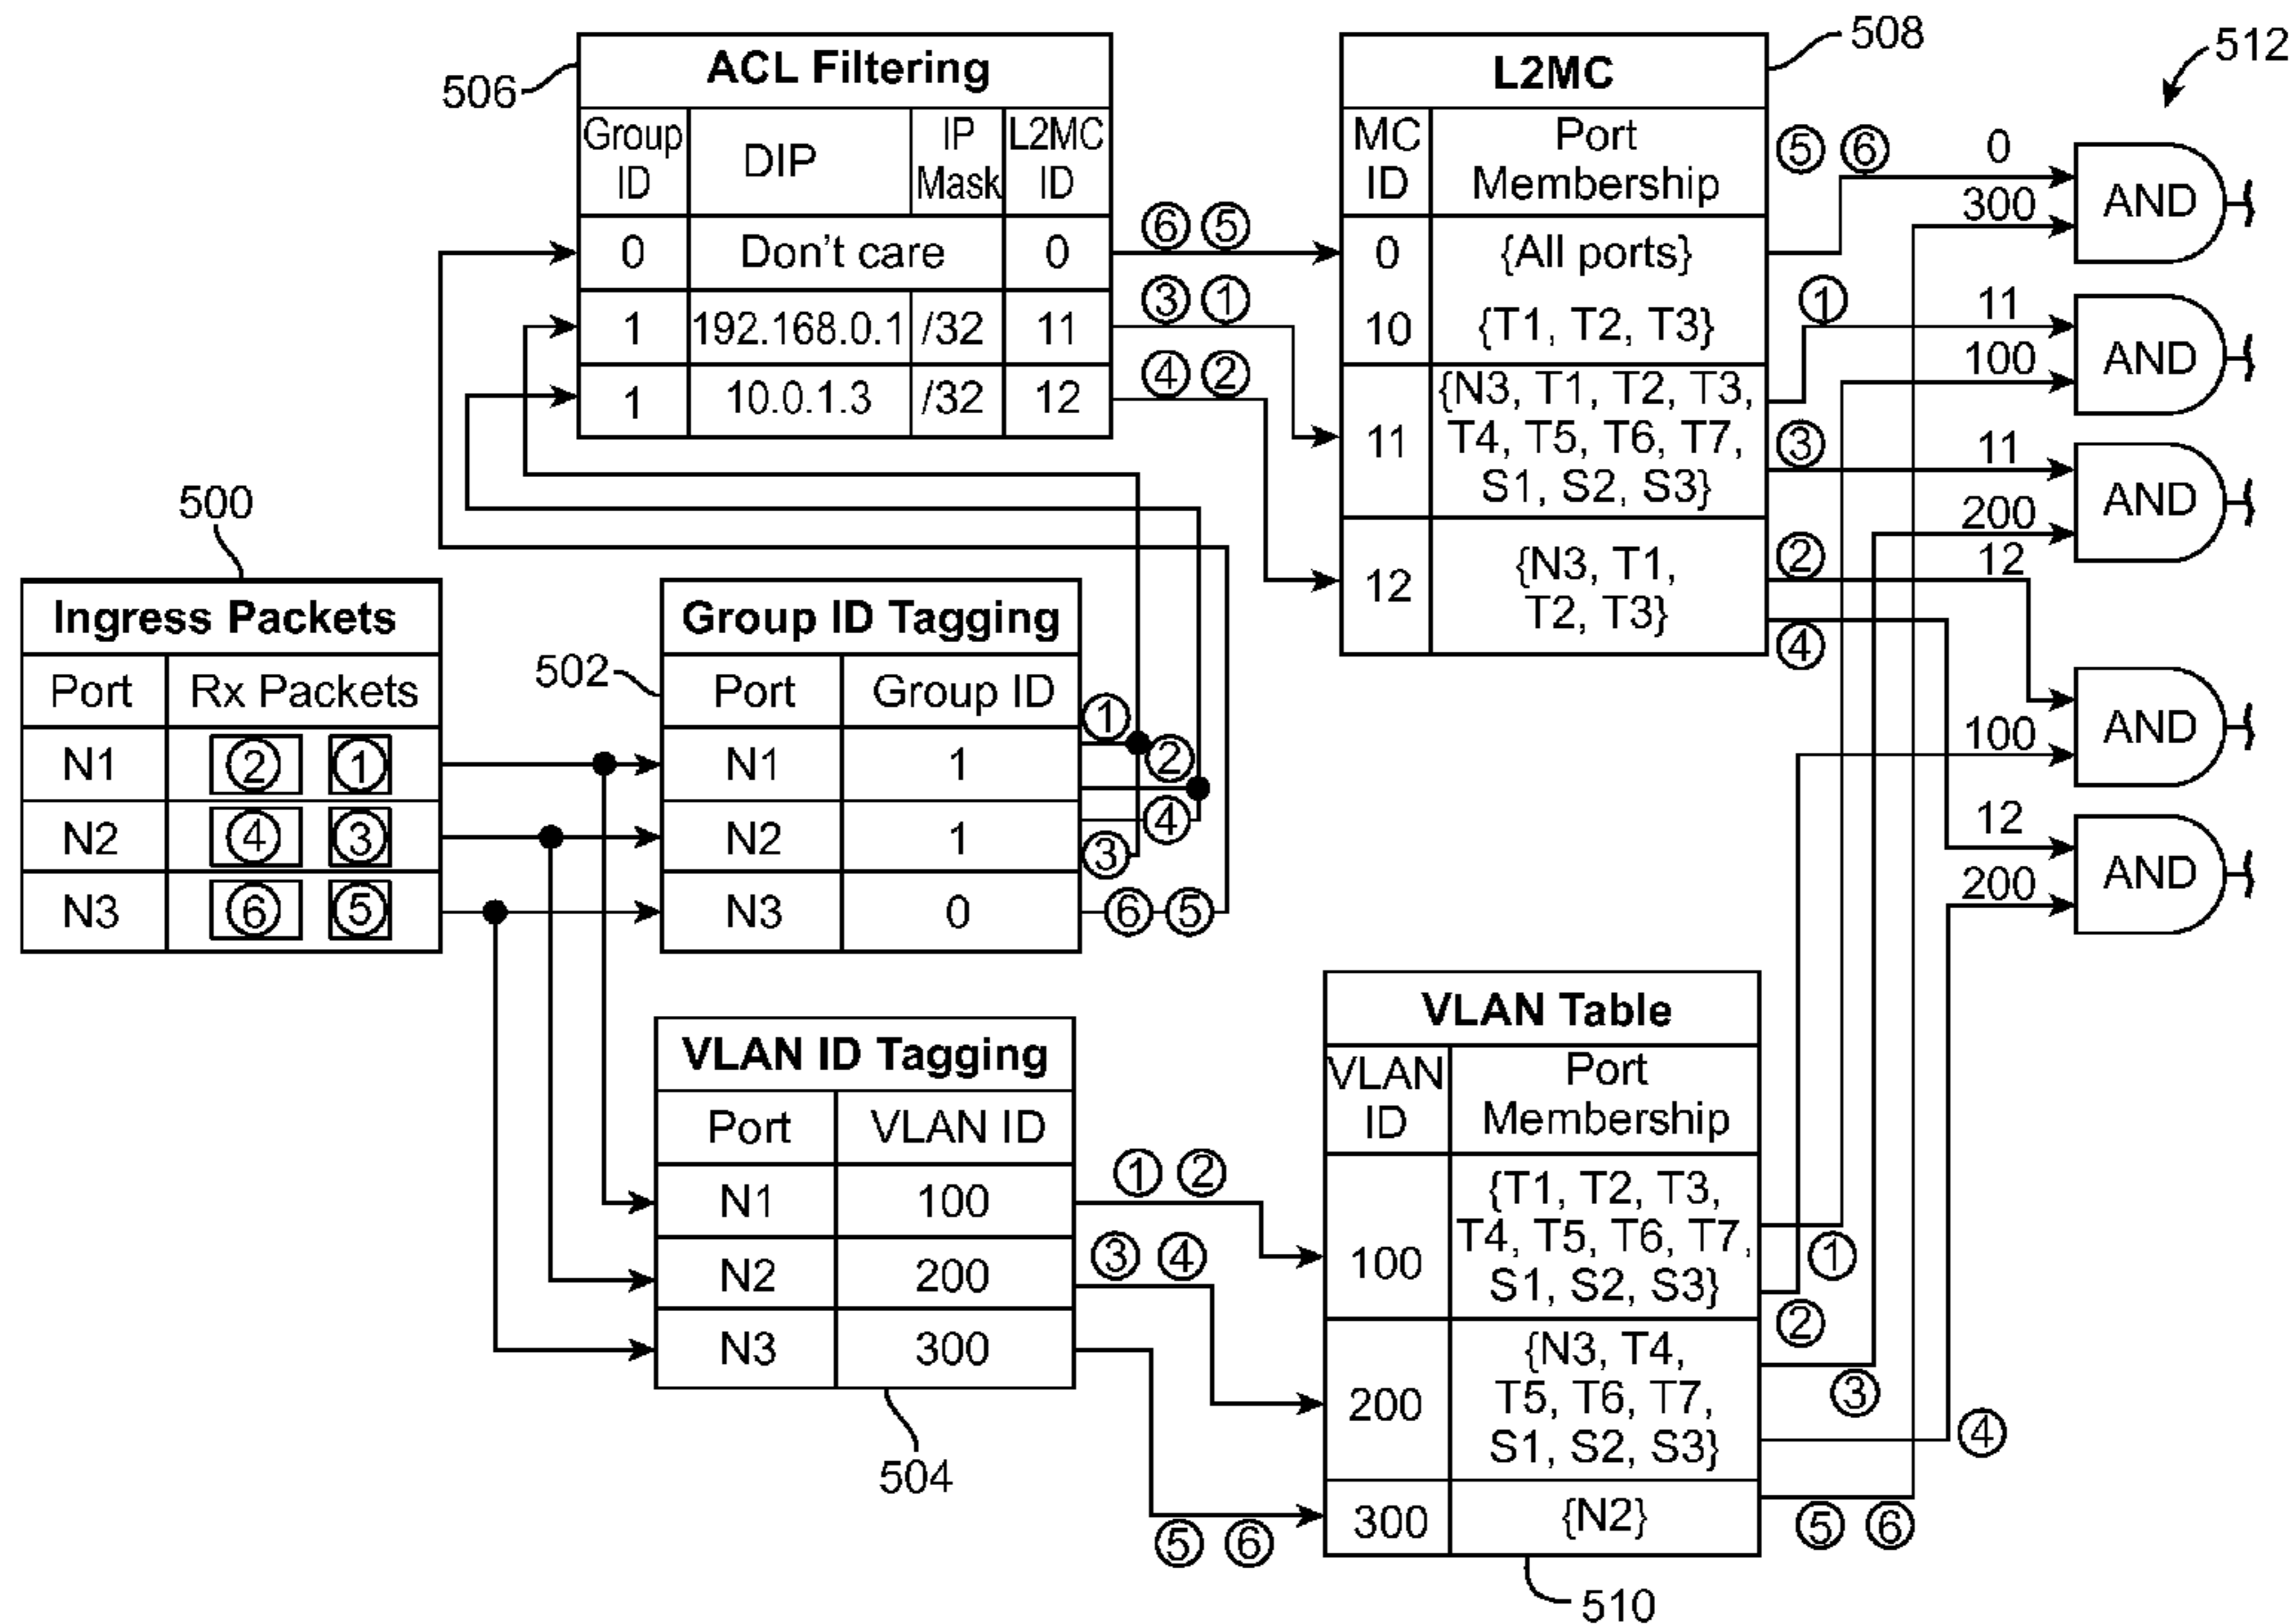 506
ACL Filtering
Group ID
DIP
IP Mask
L2MC ID
0 Don't care 0
1 192.168.0.1 /32 11
1 10.0.1.3 /32 12
⑥ ⑤
③ ①
④ ②
508
L2MC
MC ID
Port Membership
0 {All ports}
10 {T1, T2, T3}
11 {N3, T1, T2, T3,
T4, T5, T6, T7,
S1, S2, S3}
12 {N3, T1,
T2, T3}
⑤ ⑥
①
③
②
④
512
0
300
AND
11
100
AND
11
200
AND
12
100
AND
12
200
AND
500
Ingress Packets
Port Rx Packets
N1 ② ①
N2 ④ ③
N3 ⑥ ⑤
502
Group ID Tagging
Port Group ID
N1 1
N2 1
N3 0
①
②
④
③
⑥ ⑤
VLAN ID Tagging
Port VLAN ID
N1 100
N2 200
N3 300
504
① ②
③ ④
⑤ ⑥
VLAN Table
VLAN ID
Port Membership
100 {T1, T2, T3,
T4, T5, T6, T7,
S1, S2, S3}
200 {N3, T4,
T5, T6, T7,
S1, S2, S3}
300 {N2}
①
②
③
④
⑤ ⑥
510